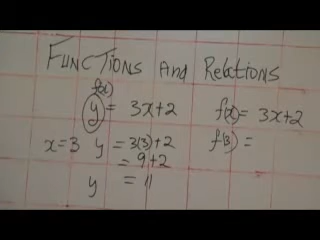 FUNCTIONS And Relations
f(x)
y = 3x+2
x=3 y = 3(3)+2
= 9+2
y = 11
f(x) = 3x+2
f(3) =